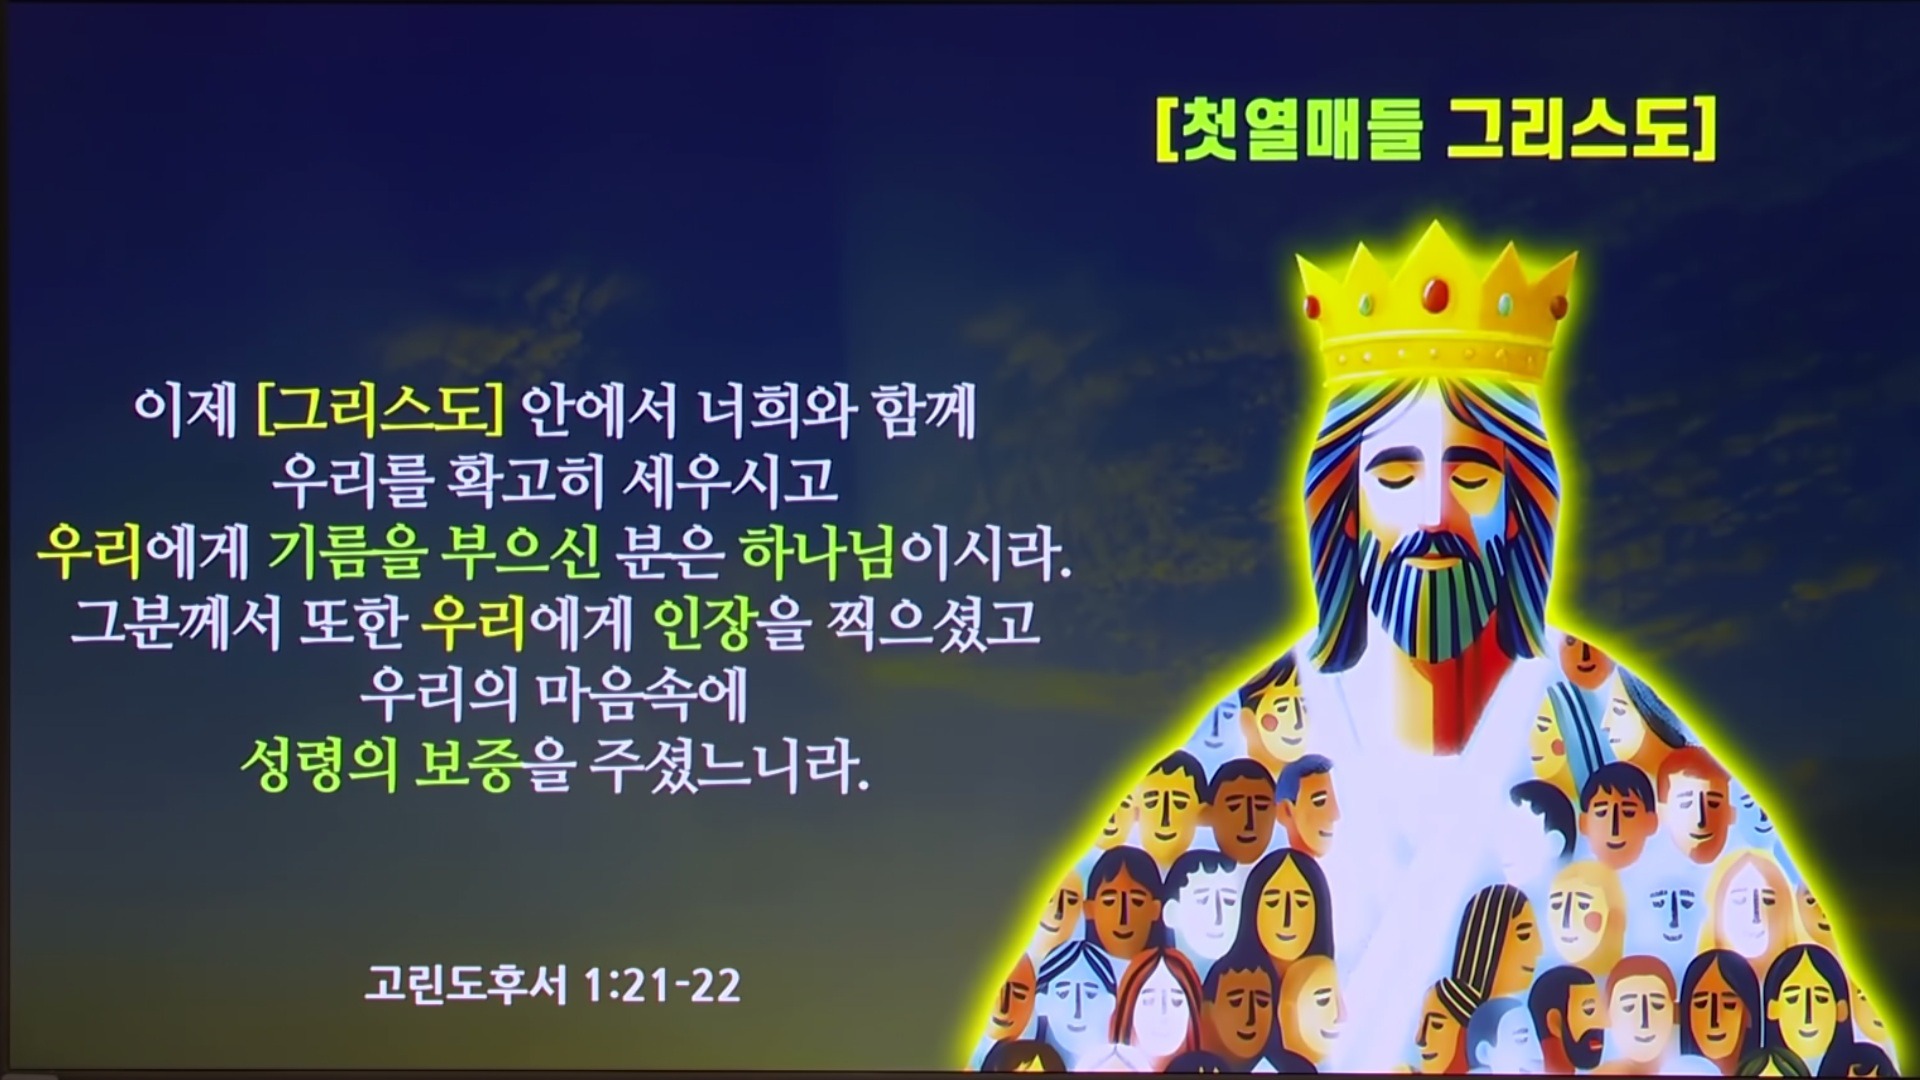 [첫열매들 그리스도]
이제 [그리스도] 안에서 너희와 함께
우리를 확고히 세우시고
우리에게 기름을 부으신 분은 하나님이시라.
그분께서 또한 우리에게 인장을 찍으셨고
우리의 마음속에
성령의 보증을 주셨느니라.
고린도후서 1:21-22